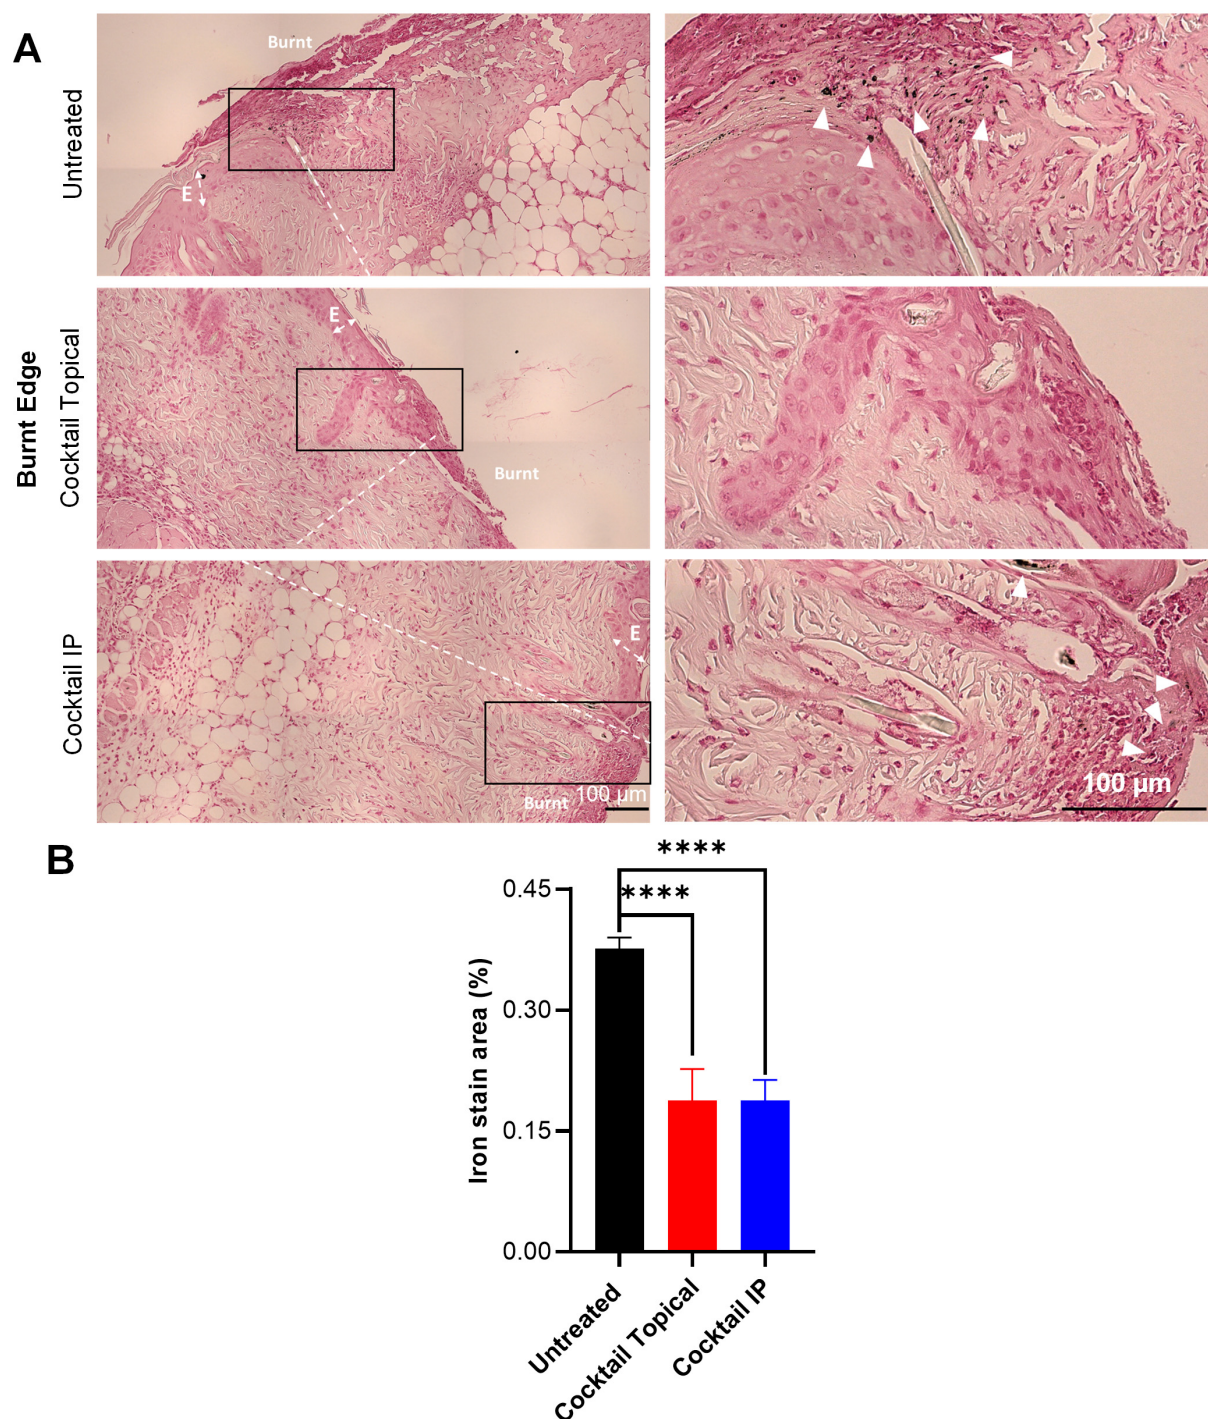 A
Burnt Edge
Untreated
Burnt
E
Cocktail Topical
E
Burnt
Cocktail IP
E
Burnt
100 µm
100 µm
B
****
****
Iron stain area (%)
0.45
0.30
0.15
0.00
Untreated
Cocktail Topical
Cocktail IP